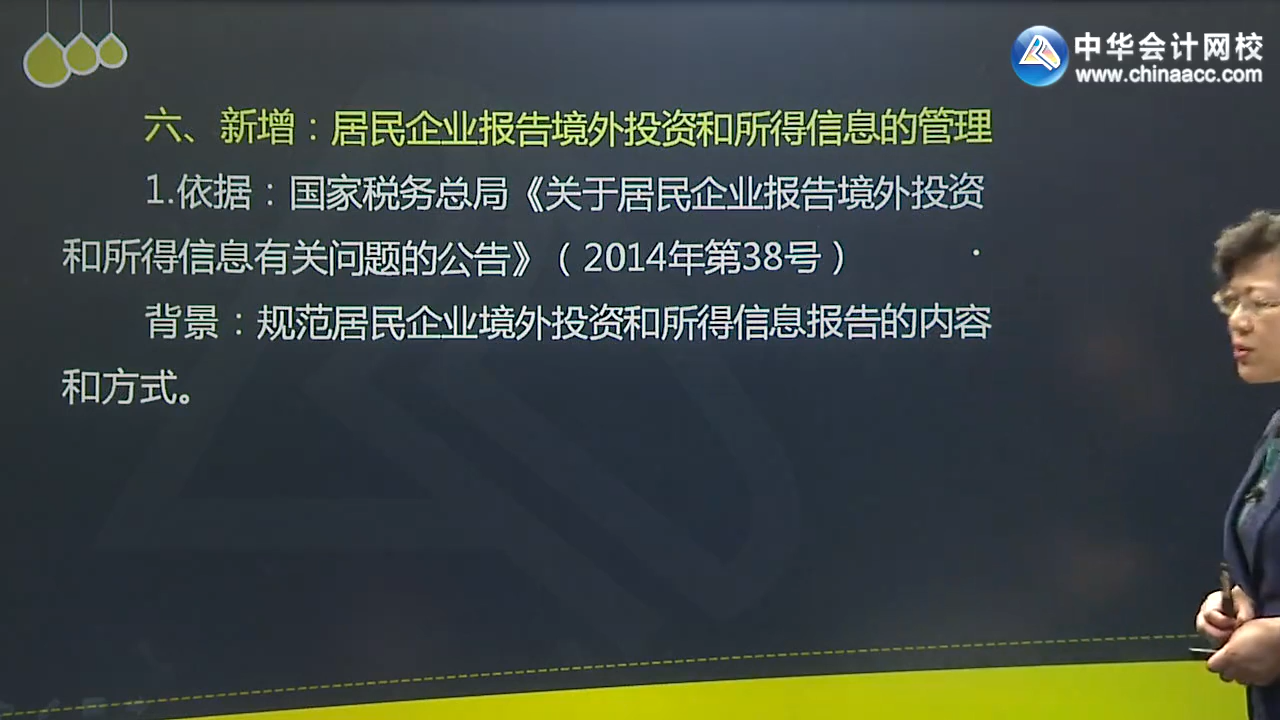 中华会计网校
www.chinaacc.com
六、新增：居民企业报告境外投资和所得信息的管理
1.依据：国家税务总局《关于居民企业报告境外投资
和所得信息有关问题的公告》（2014年第38号）
背景：规范居民企业境外投资和所得信息报告的内容
和方式。